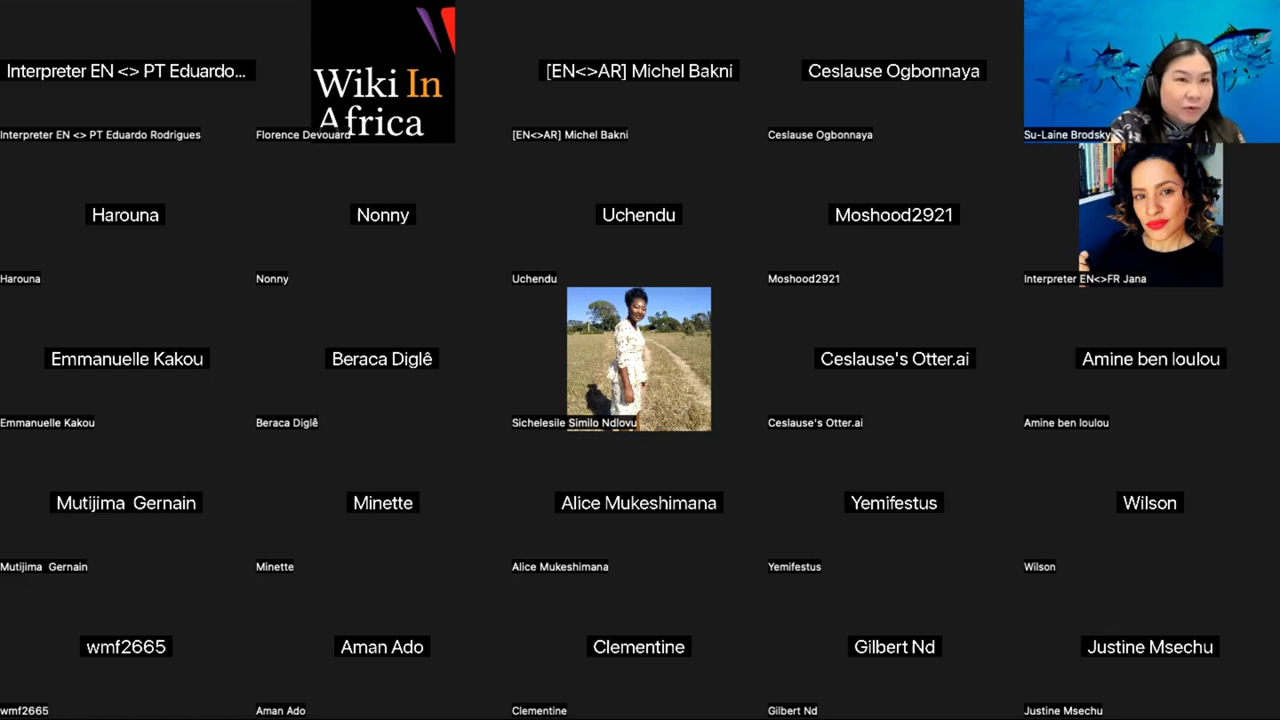 Interpreter EN <> PT Eduardo...
Interpreter EN <> PT Eduardo Rodrigues
Wiki In
Africa
Florence Devouard
[EN<>AR] Michel Bakni
[EN<>AR] Michel Bakni
Ceslause Ogbonnaya
Ceslause Ogbonnaya
Su-Laine Brodsky
Harouna
Harouna
Nonny
Nonny
Uchendu
Uchendu
Moshood2921
Moshood2921
Interpreter EN<>FR Jana
Emmanuelle Kakou
Emmanuelle Kakou
Beraca Diglê
Beraca Diglê
Sichelesile Similo Ndlovu
Ceslause's Otter.ai
Ceslause's Otter.ai
Amine ben loulou
Amine ben loulou
Mutijima  Gernain
Mutijima  Gernain
Minette
Minette
Alice Mukeshimana
Alice Mukeshimana
Yemifestus
Yemifestus
Wilson
Wilson
wmf2665
wmf2665
Aman Ado
Aman Ado
Clementine
Clementine
Gilbert Nd
Gilbert Nd
Justine Msechu
Justine Msechu